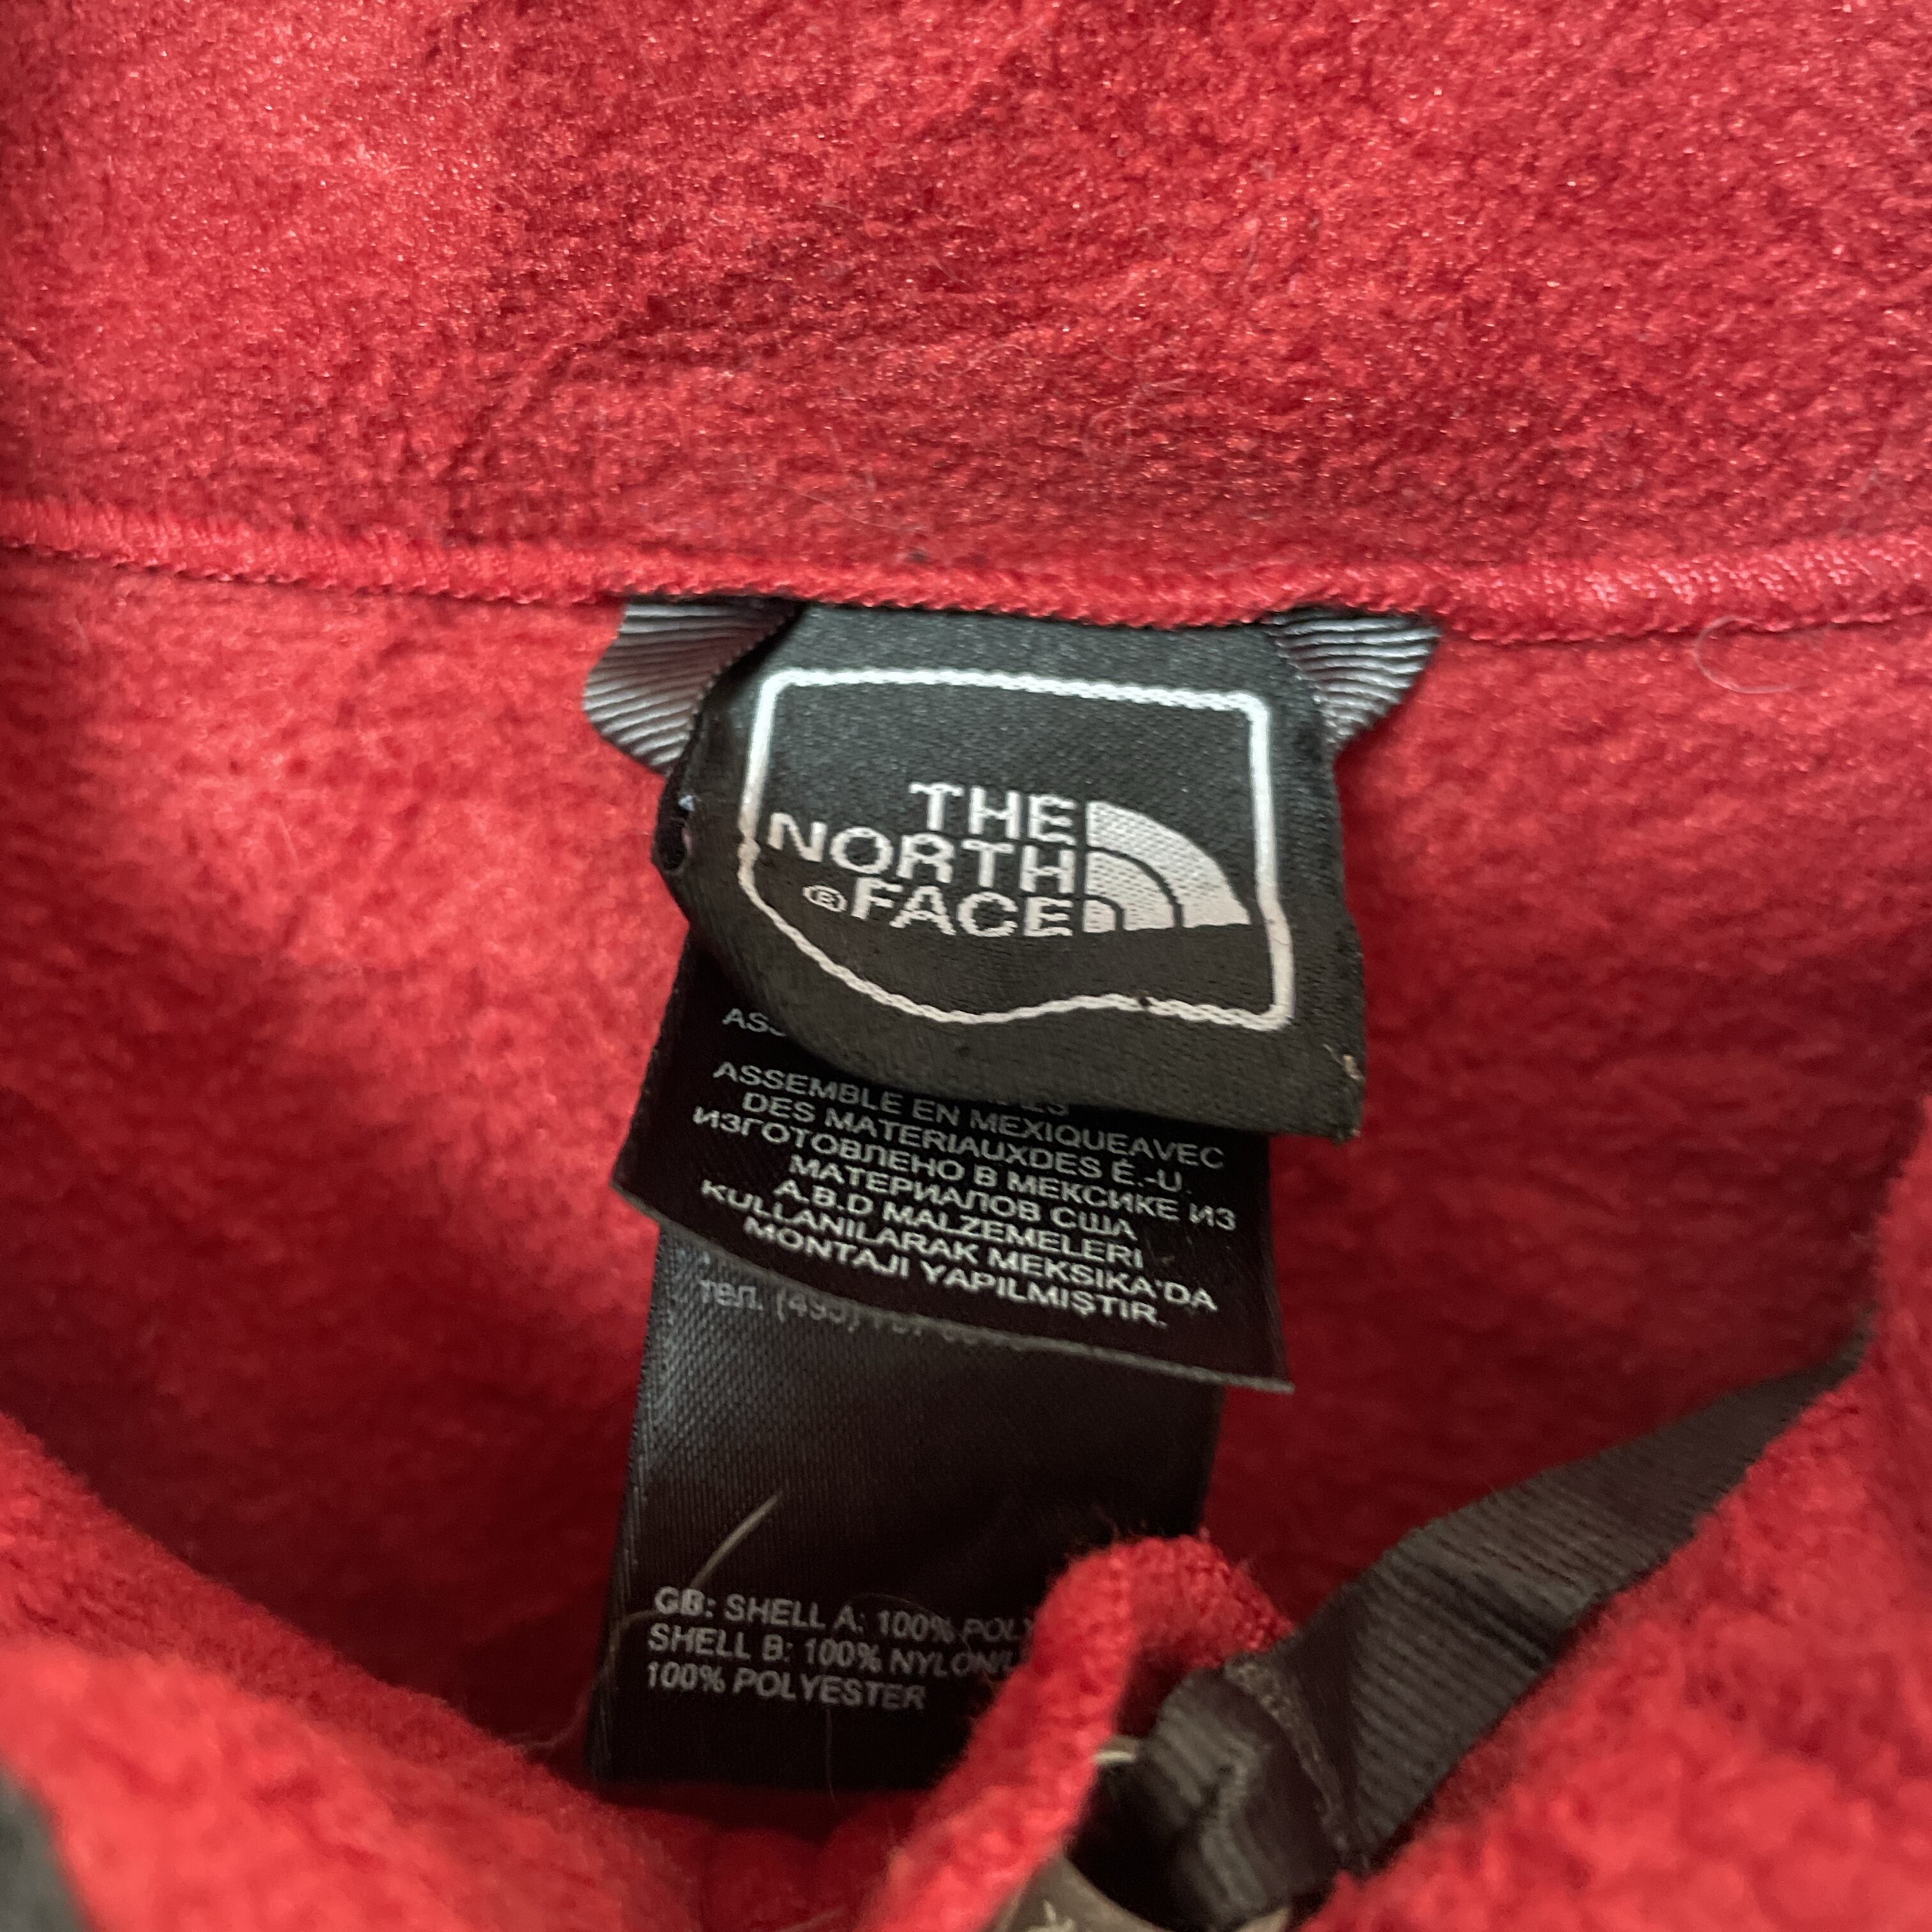 THE
NORTH
®FACE
ASSEMBLE EN MEXIQUEAVEC
DES MATERIAUXDES É.-U.
ИЗГОТОВЛЕНО В МЕКСИКЕ ИЗ
МАТЕРИАЛОВ США
A.B.D MALZEMELERİ
KULLANILARAK MEKSIKA'DA
MONTAJI YAPILMIŞTIR.
тел.
GB: SHELL A: 100%
SHELL B: 100% NYLON/
100% POLYESTER